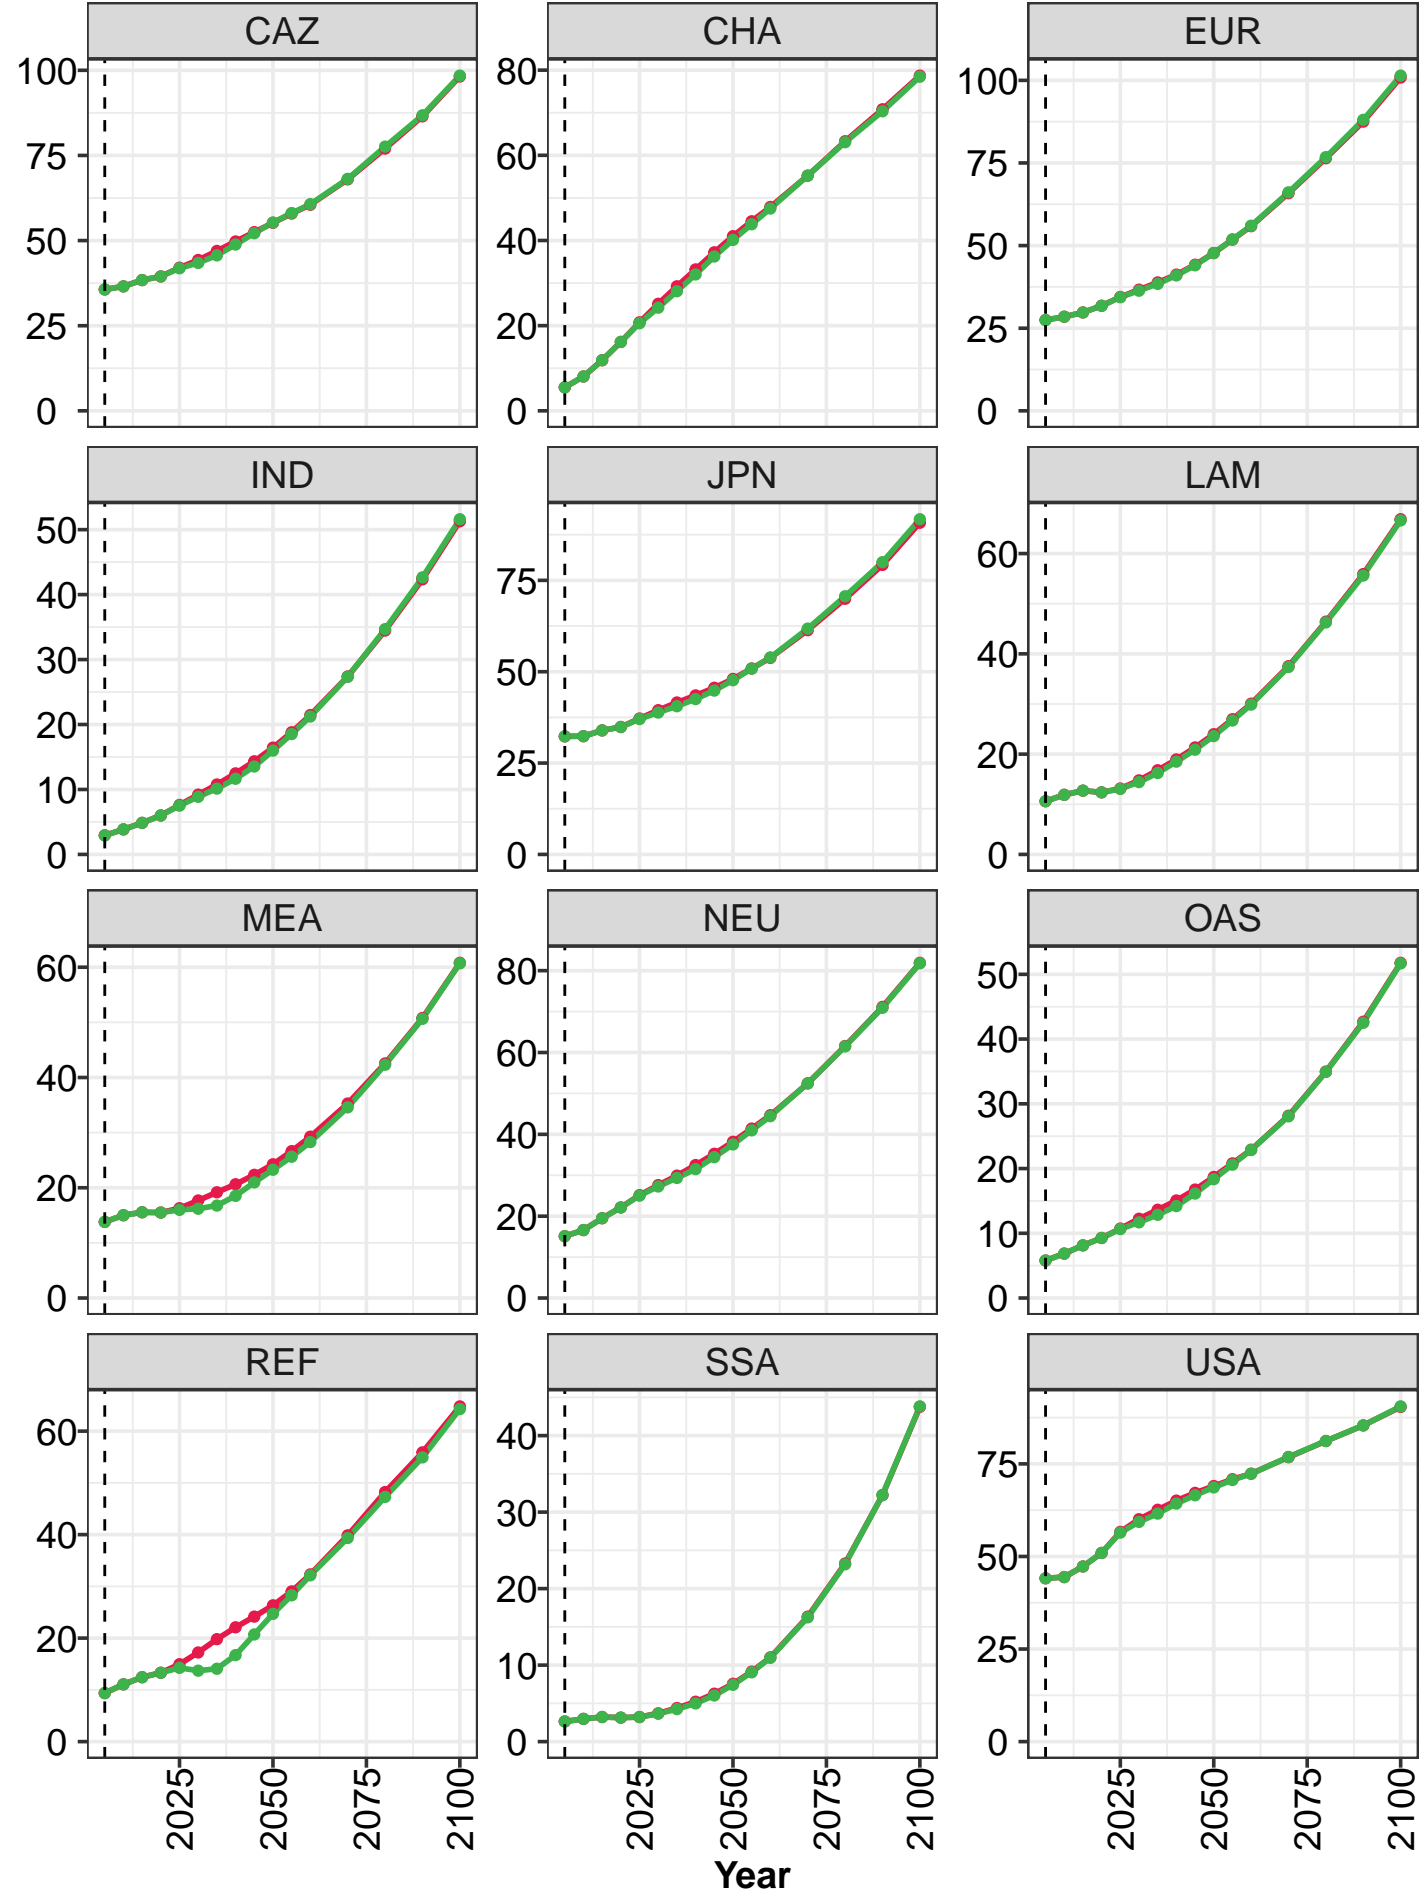 CAZ CHA EUR
100 80 100
75 60 75
50 40 50
25 20 25
0 0 0
IND JPN LAM
50 75 60
40 50 40
30 25 20
20 0 0
10
0
MEA NEU OAS
60 80 50
40 60 40
20 40 30
0 20 20
0 10
0
REF SSA USA
60 40 75
40 30 50
20 20 25
0 10 0
0
2025 2050 2075 2100 2025 2050 2075 2100 2025 2050 2075 2100
Year